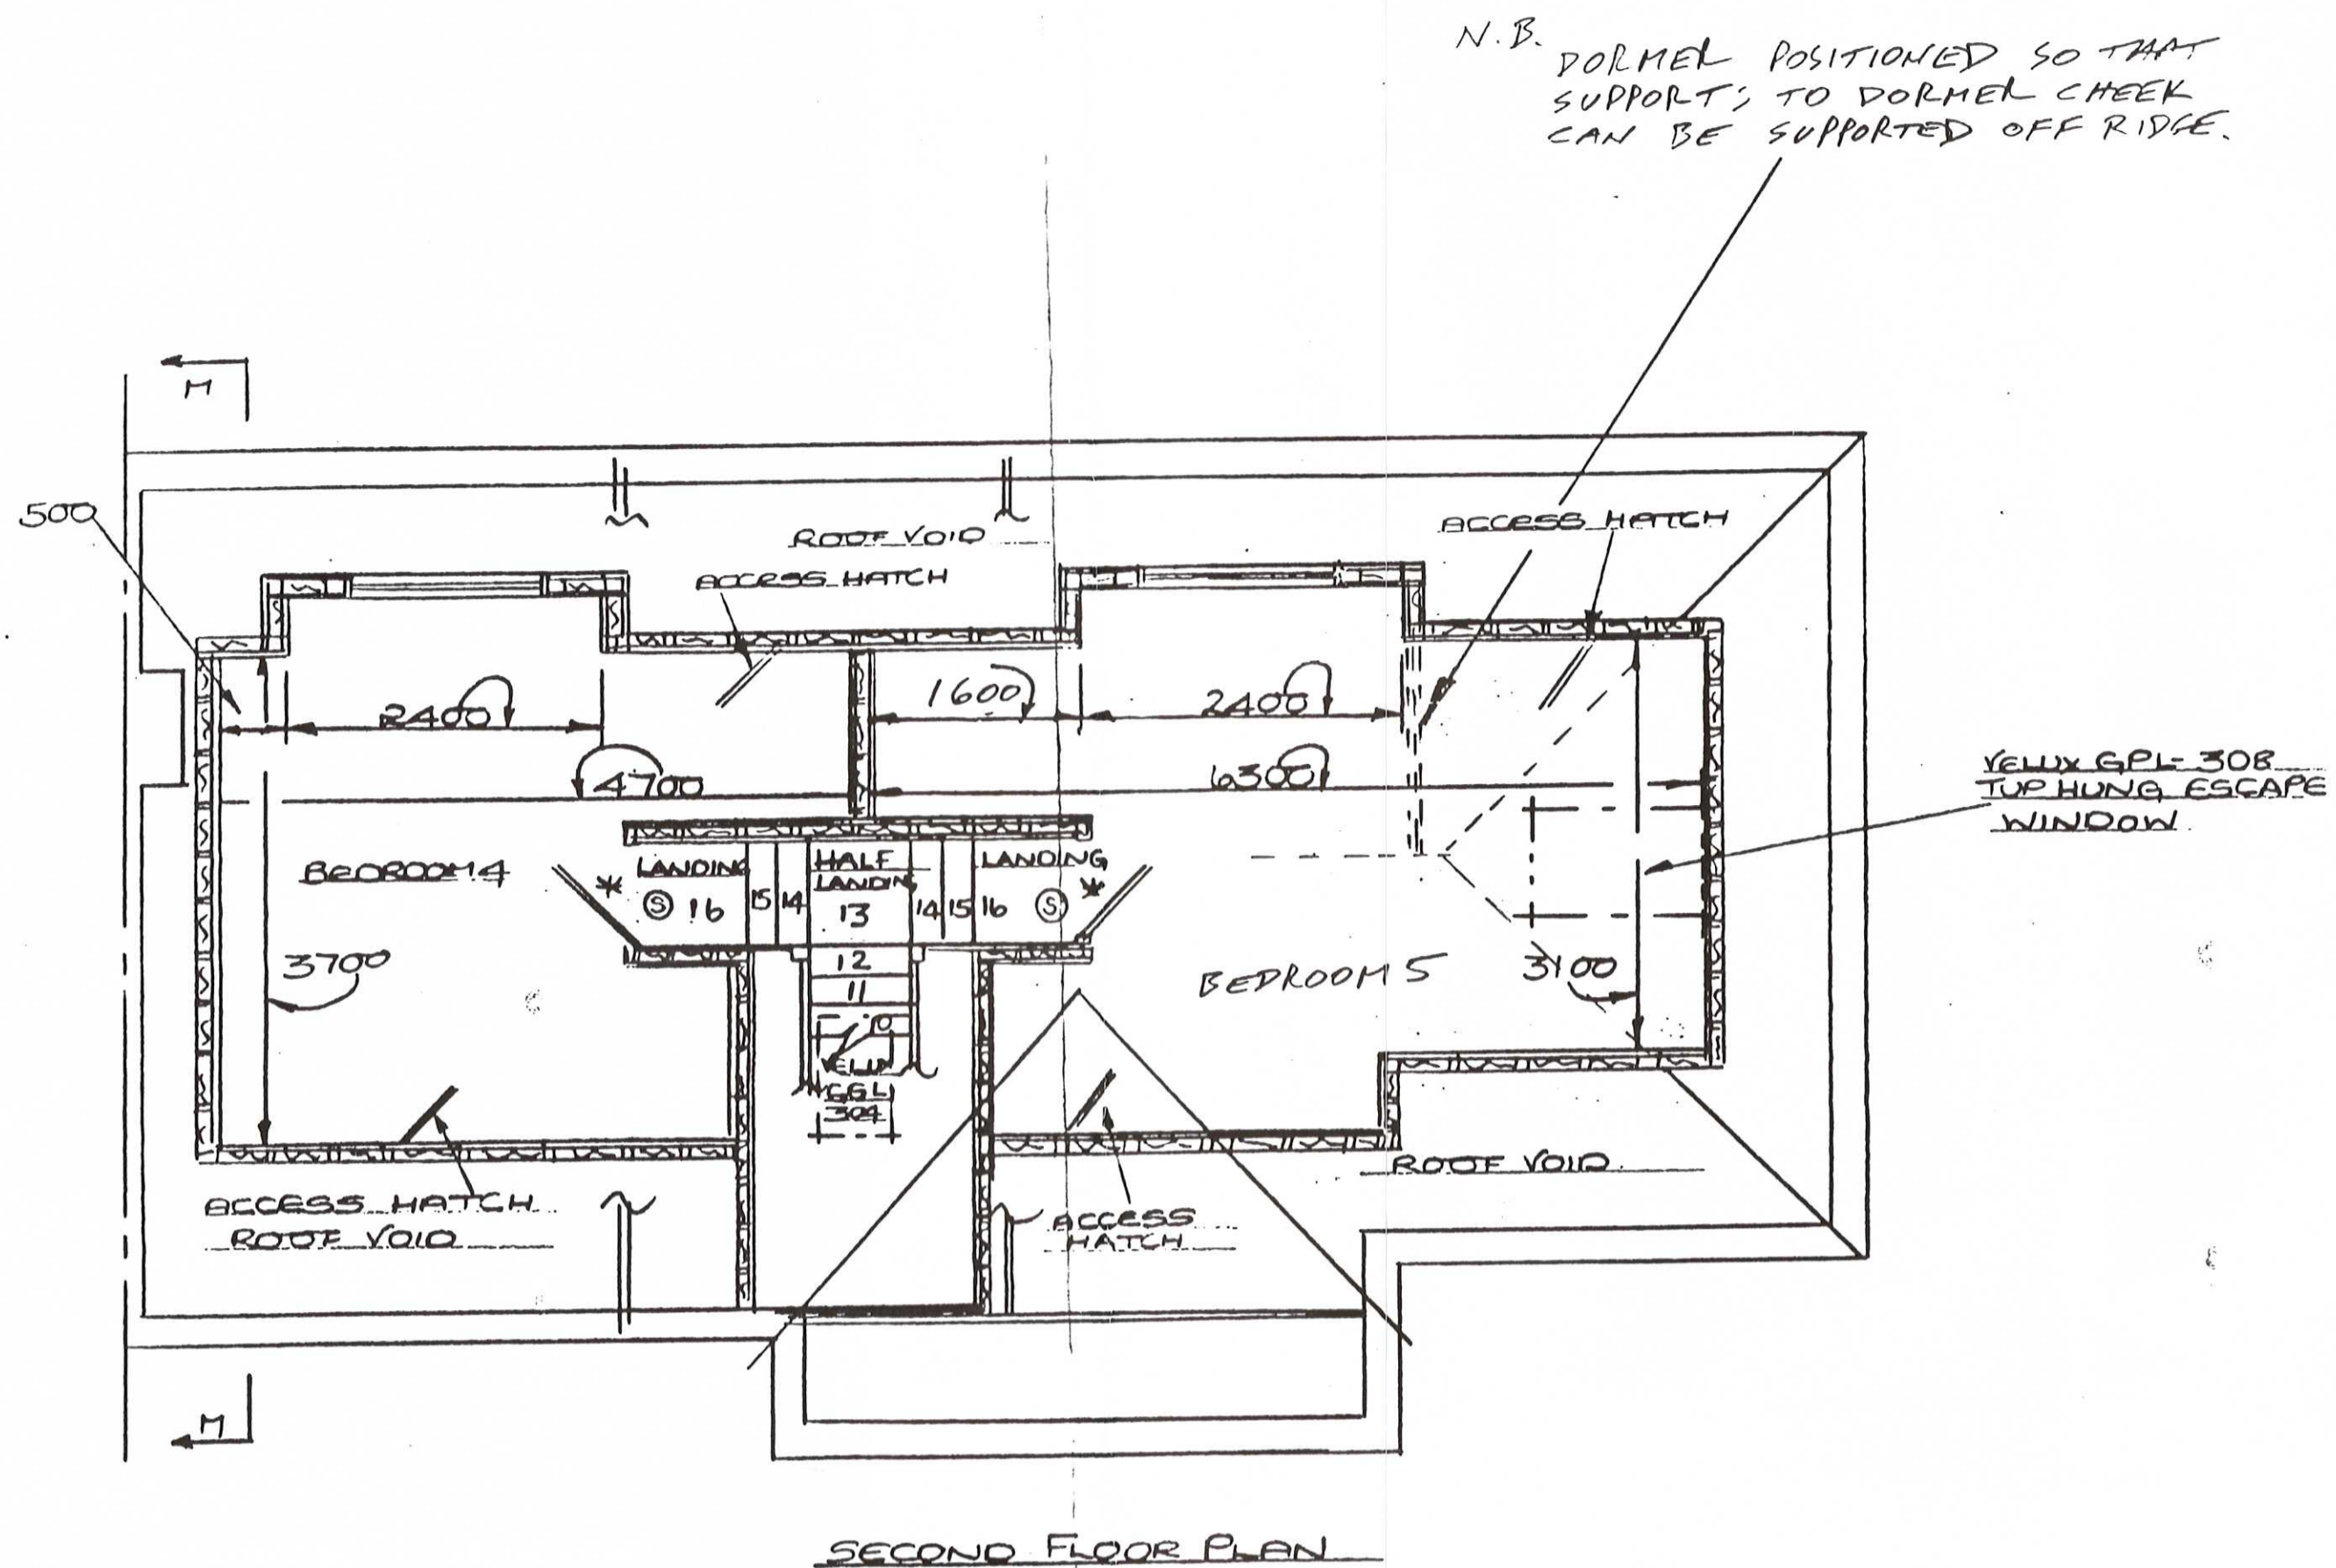 N.B.
DORMER POSITIONED SO THAT
SUPPORTS TO DORMER CHEEK
CAN BE SUPPORTED OFF RIDGE.
M
500
ROOF VOID
ACCESS HATCH
ACCESS HATCH
2400
1600
2400
4700
6300
VELUX GPL-308
TOP HUNG ESCAPE
WINDOW
BEDROOM 4
* LANDING
S 16
15
14
HALF
LANDING
13
14
15
LANDING *
16 S
3700
12
11
10
BEDROOM 5
3100
VELUX
GGL
304
ACCESS HATCH
ROOF VOID
ACCESS
HATCH
ROOF VOID
M
SECOND FLOOR PLAN